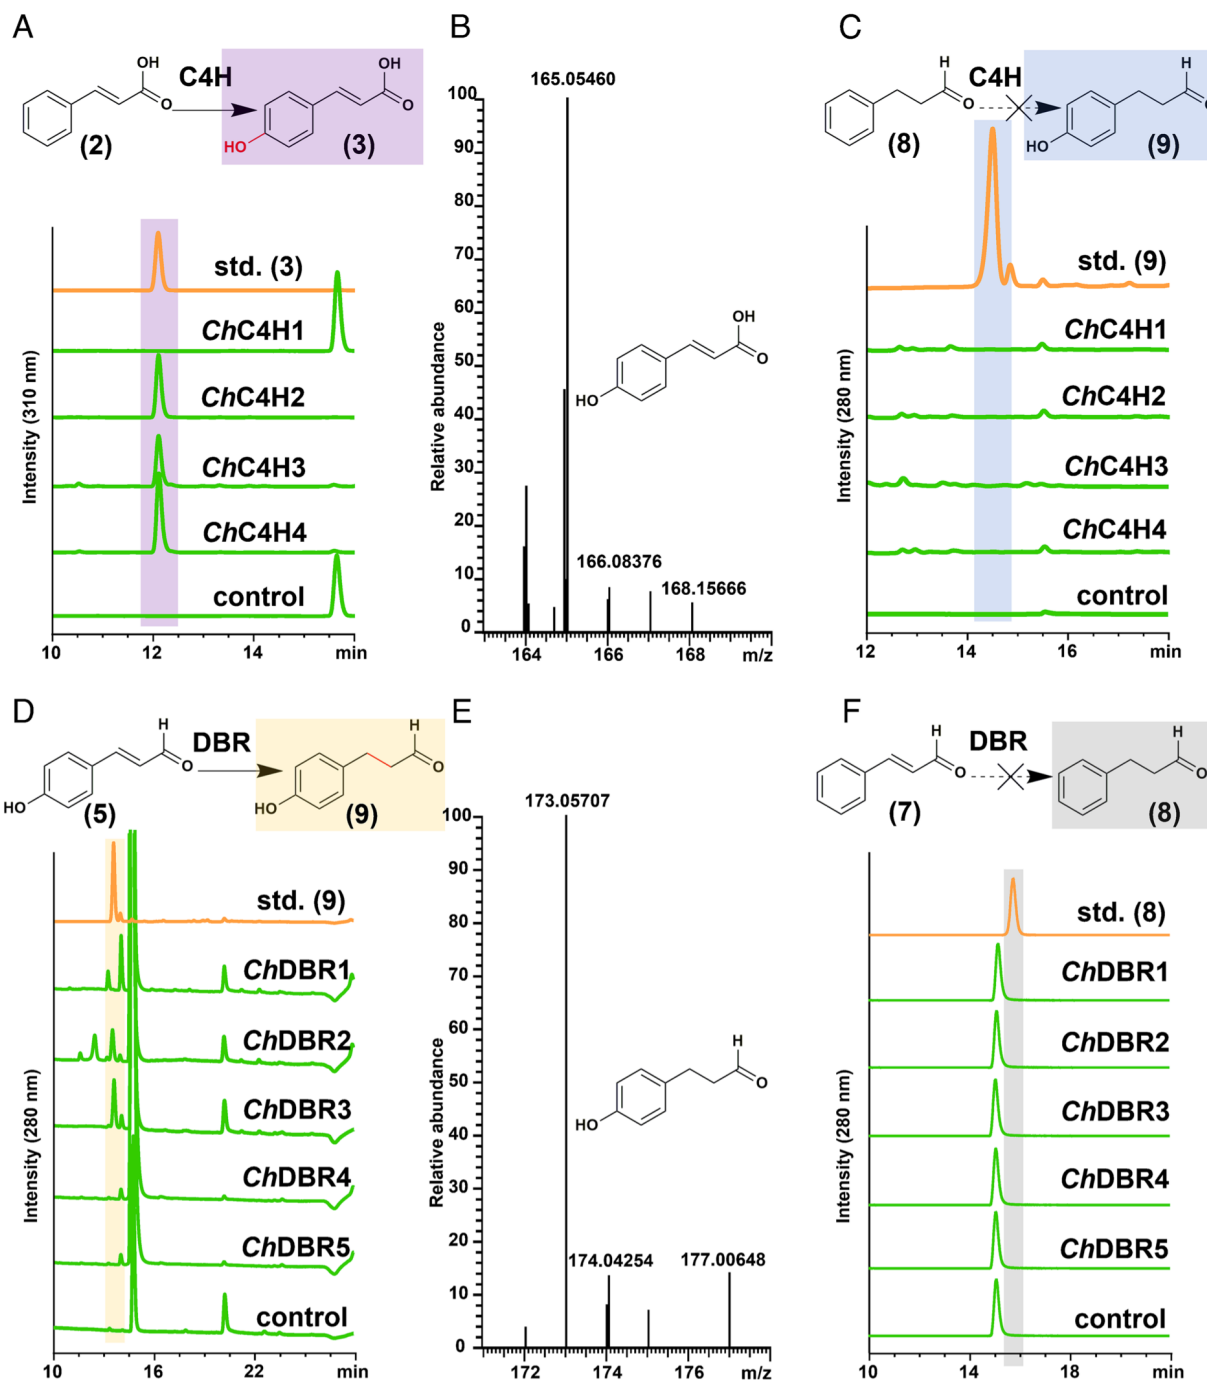 A
OH
C4H
OH
O
O
(2)
HO
(3)
Intensity (310 nm)
std. (3)
ChC4H1
ChC4H2
ChC4H3
ChC4H4
control
10
12
14
min
B
165.05460
100
90
80
70
60
50
40
30
20
10
0
Relative abundance
OH
O
HO
166.08376
168.15666
164
166
168
m/z
C
H
C4H
H
O
O
(8)
HO
(9)
Intensity (280 nm)
std. (9)
ChC4H1
ChC4H2
ChC4H3
ChC4H4
control
12
14
16
min
D
H
DBR
H
O
O
HO
(5)
HO
(9)
Intensity (280 nm)
std. (9)
ChDBR1
ChDBR2
ChDBR3
ChDBR4
ChDBR5
control
10
16
22
min
E
173.05707
100
90
80
70
60
50
40
30
20
10
0
Relative abundance
H
O
HO
174.04254
177.00648
172
174
176
m/z
F
H
DBR
H
O
O
(7)
(8)
Intensity (280 nm)
std. (8)
ChDBR1
ChDBR2
ChDBR3
ChDBR4
ChDBR5
control
10
14
18
min